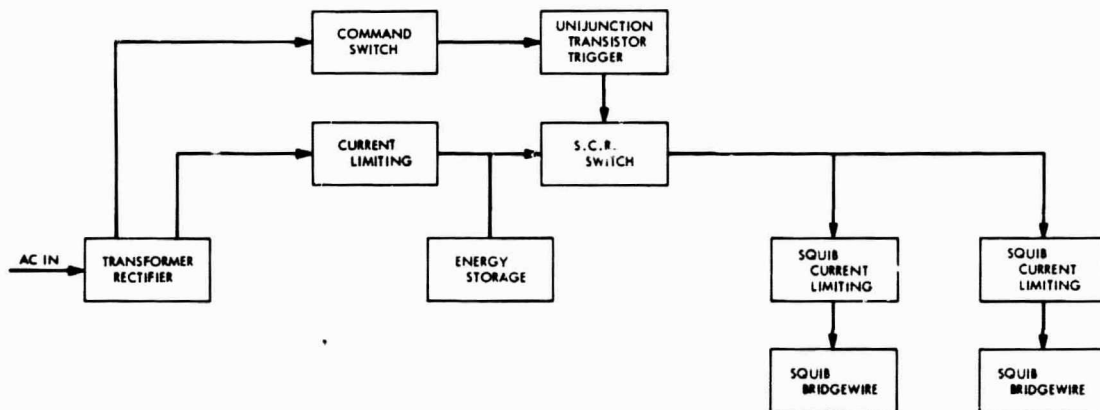 COMMAND
SWITCH
UNIJUNCTION
TRANSISTOR
TRIGGER
CURRENT
LIMITING
S.C.R.
SWITCH
AC IN
TRANSFORMER
RECTIFIER
ENERGY
STORAGE
SQUIB
CURRENT
LIMITING
SQUIB
CURRENT
LIMITING
SQUIB
BRIDGEWIRE
SQUIB
BRIDGEWIRE